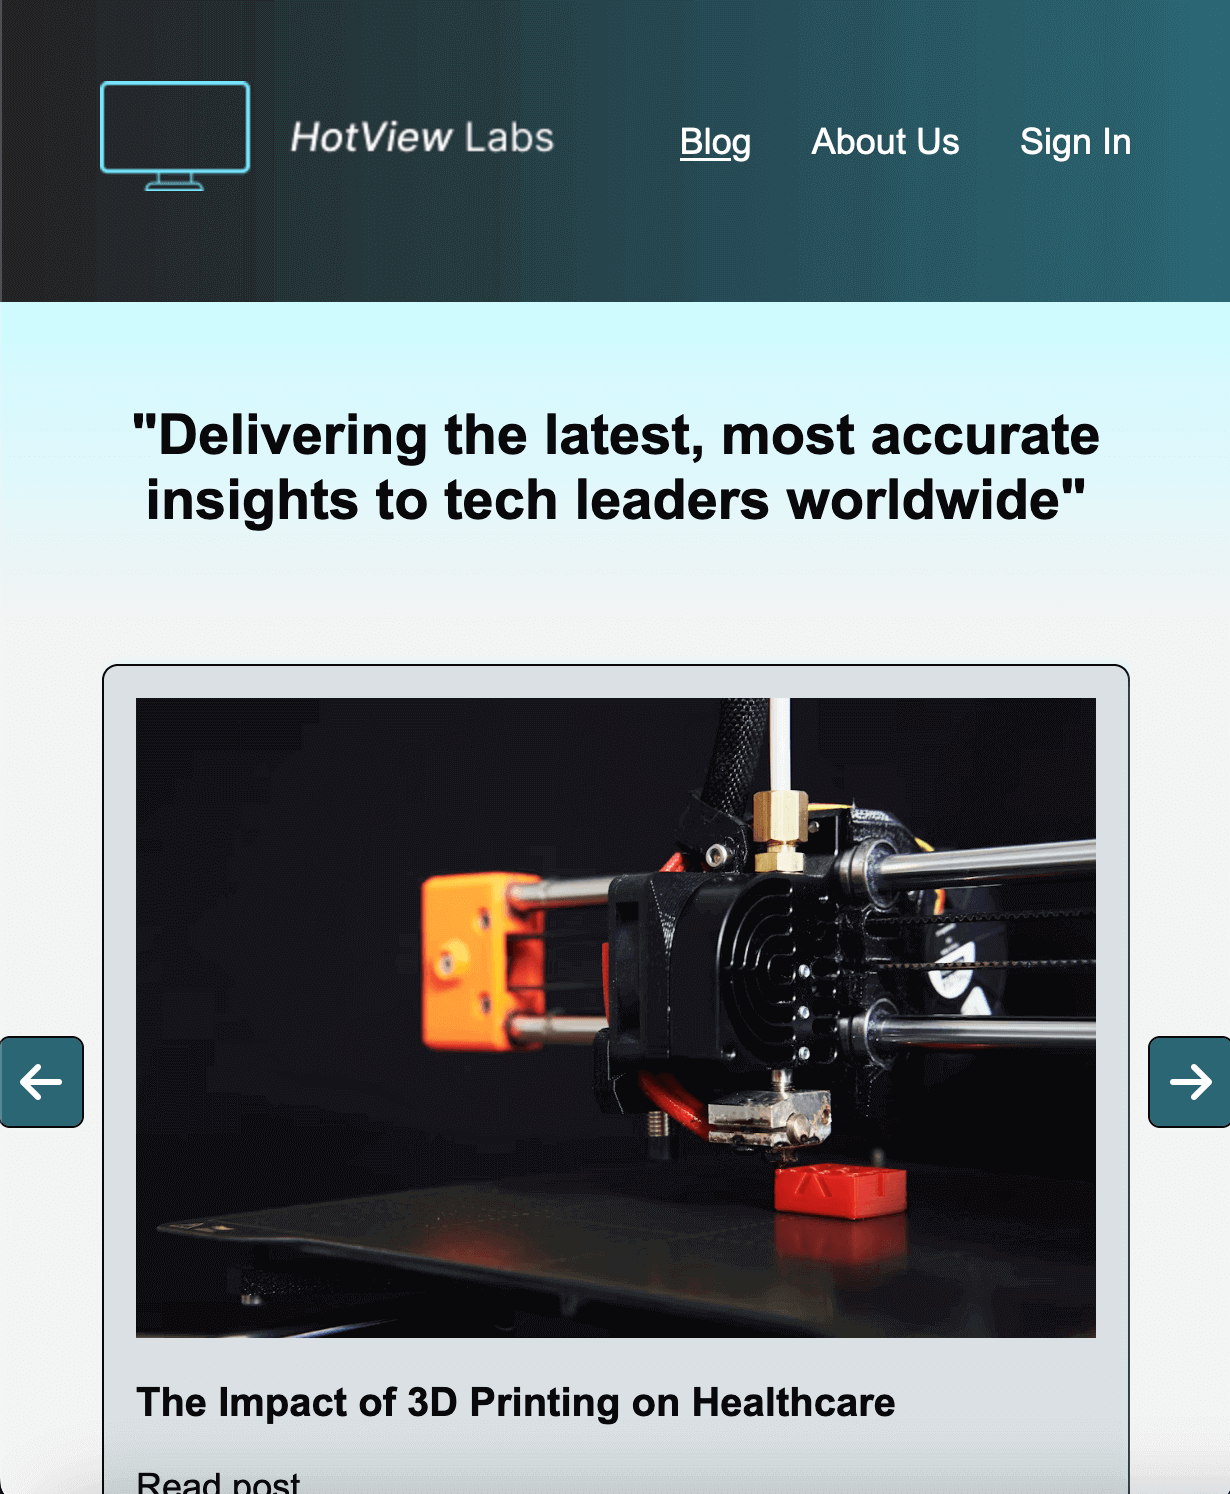 HotView Labs
Blog
About Us
Sign In
"Delivering the latest, most accurate
insights to tech leaders worldwide"
The Impact of 3D Printing on Healthcare
Read post